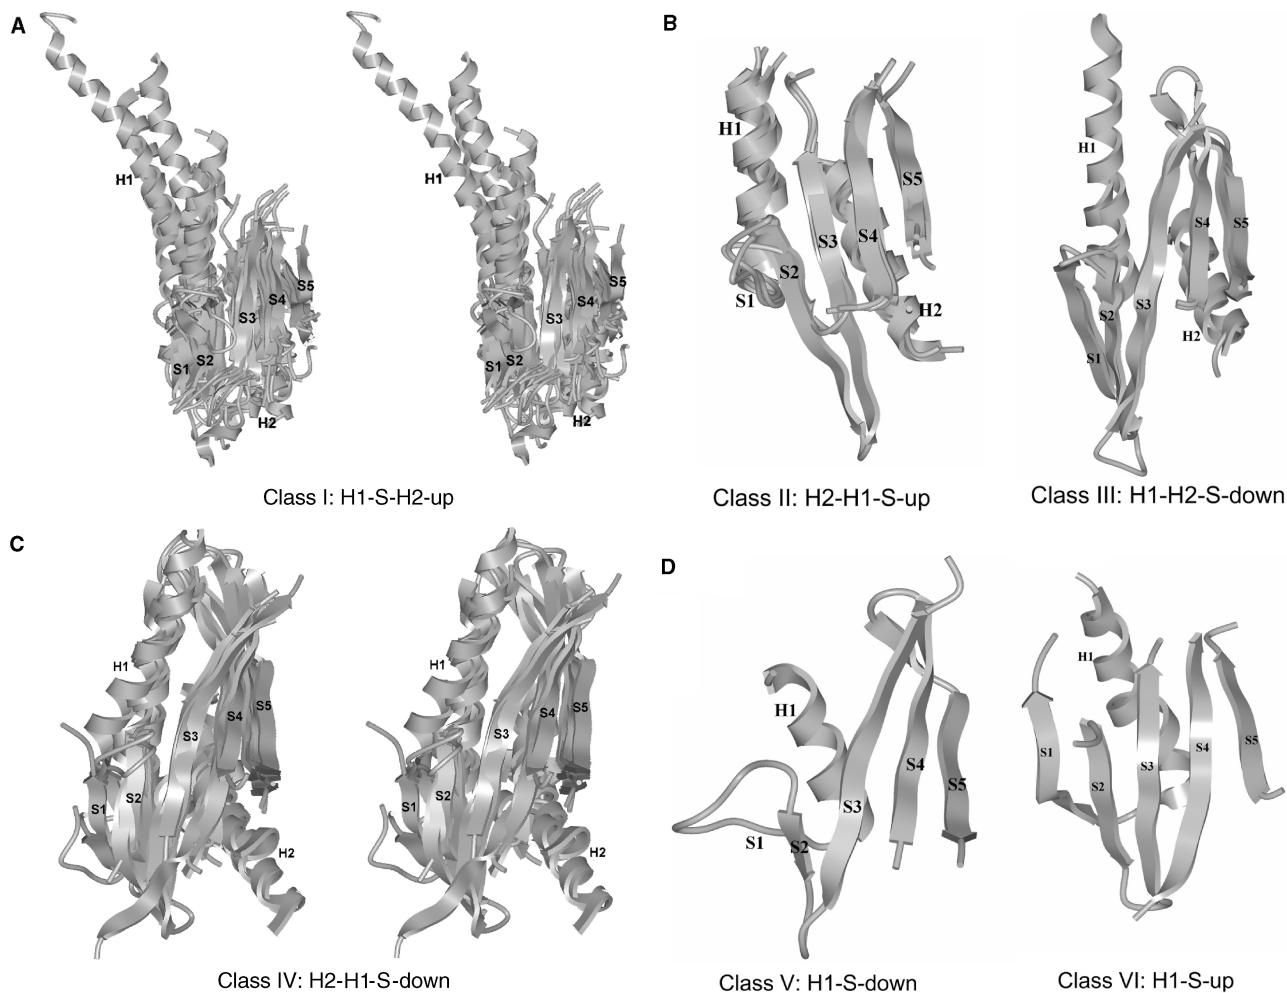 A
H1
S1
S2
S3
S4
S5
H2
H1
S1
S2
S3
S4
S5
H2
Class I: H1-S-H2-up
B
H1
S1
S2
S3
S4
S5
H2
Class II: H2-H1-S-up
H1
S1
S2
S3
S4
S5
H2
Class III: H1-H2-S-down
C
H1
S1
S2
S3
S4
S5
H2
H1
S1
S2
S3
S4
S5
H2
Class IV: H2-H1-S-down
D
H1
S1
S2
S3
S4
S5
Class V: H1-S-down
H1
S1
S2
S3
S4
S5
Class VI: H1-S-up